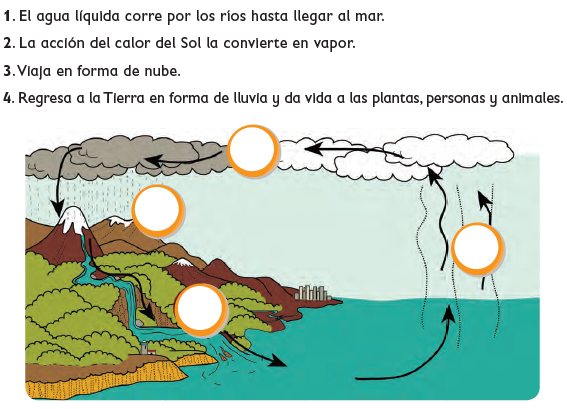 1. El agua líquida corre por los ríos hasta llegar al mar.
2. La acción del calor del Sol la convierte en vapor.
3. Viaja en forma de nube.
4. Regresa a la Tierra en forma de lluvia y da vida a las plantas, personas y animales.